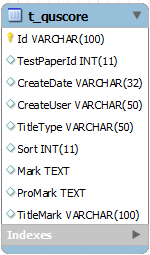 t_quscore
Id VARCHAR(100)
TestPaperId INT(11)
CreateDate VARCHAR(32)
CreateUser VARCHAR(50)
TitleType VARCHAR(50)
Sort INT(11)
Mark TEXT
ProMark TEXT
TitleMark VARCHAR(100)
Indexes